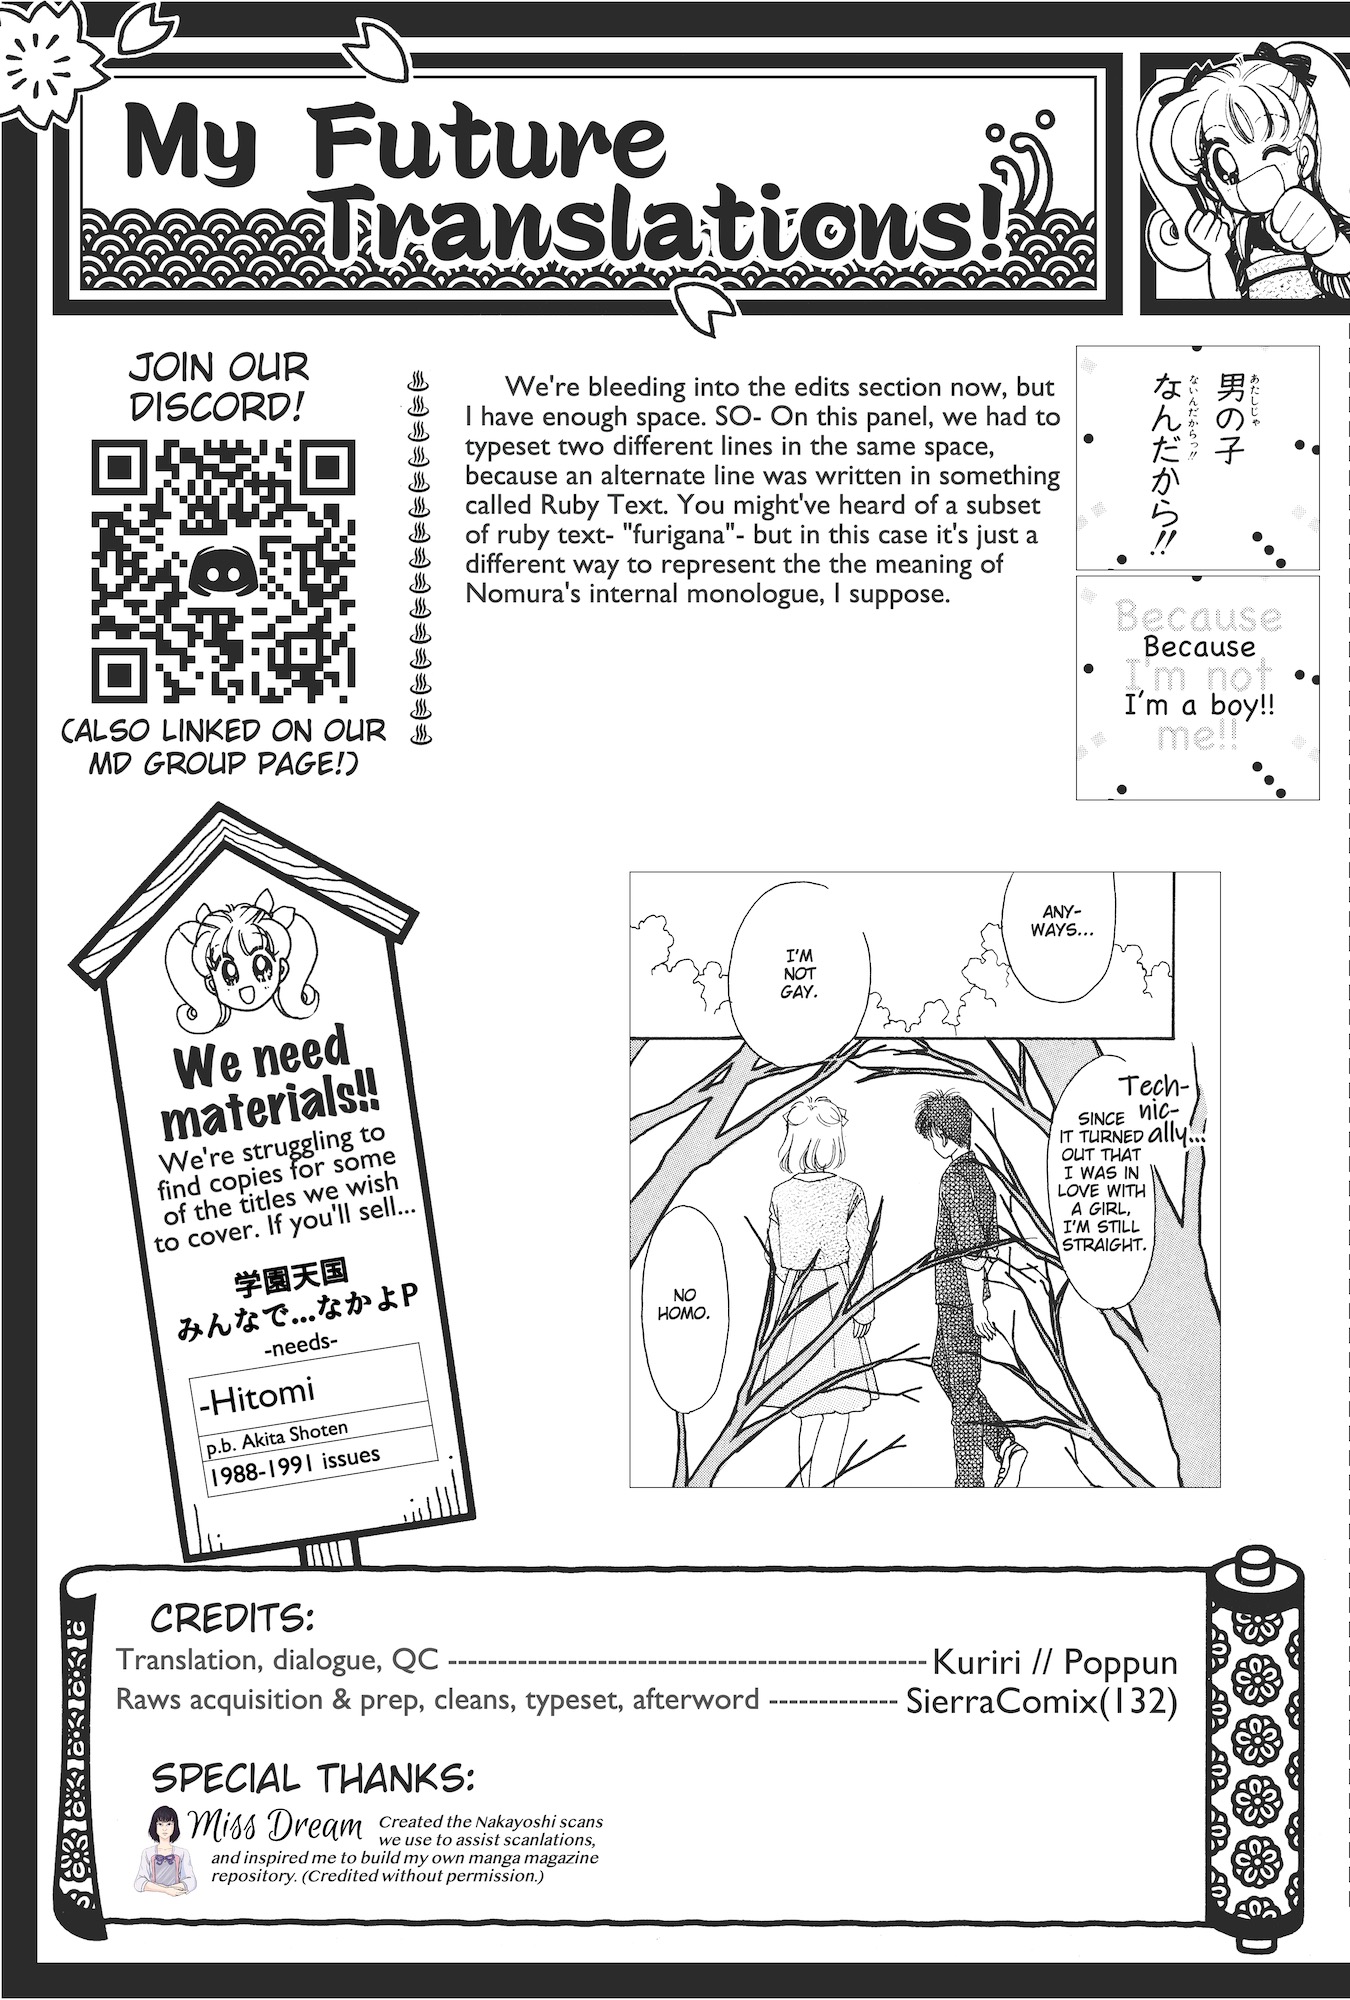 My Future
Translations!
JOIN OUR
DISCORD!
(ALSO LINKED ON OUR
MD GROUP PAGE!)
We're bleeding into the edits section now, but
I have enough space. SO- On this panel, we had to
typeset two different lines in the same space,
because an alternate line was written in something
called Ruby Text. You might've heard of a subset
of ruby text- "furigana"- but in this case it's just a
different way to represent the the meaning of
Nomura's internal monologue, I suppose.
あたしじゃ
男の子
ないんだからっ!!
なんだから!!
Because
I'm not
me!!
Because
I'm a boy!!
We need
materials!!
We're struggling to
find copies for some
of the titles we wish
to cover. If you'll sell...
学園天国
みんなで...なかよP
-needs-
-Hitomi
p.b. Akita Shoten
1988-1991 issues
ANY-
WAYS...
I'M
NOT
GAY.
Tech-
nic-
ally...
SINCE
IT TURNED
OUT THAT
I WAS IN
LOVE WITH
A GIRL,
I'M STILL
STRAIGHT.
NO
HOMO.
CREDITS:
Translation, dialogue, QC ------------------------------------------------ Kuriri // Poppun
Raws acquisition & prep, cleans, typeset, afterword ------------- SierraComix(132)
SPECIAL THANKS:
Miss Dream
Created the Nakayoshi scans
we use to assist scanlations,
and inspired me to build my own manga magazine
repository. (Credited without permission.)